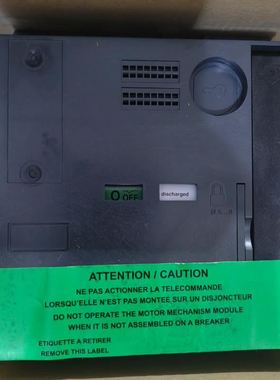 O
OFF
discharged
ATTENTION / CAUTION
NE PAS ACTIONNER LA TELECOMMANDE
LORSQU'ELLE N'EST PAS MONTEE SUR UN DISJONCTEUR
DO NOT OPERATE THE MOTOR MECHANISM MODULE
WHEN IT IS NOT ASSEMBLED ON A BREAKER
ETIQUETTE A RETIRER
REMOVE THIS LABEL